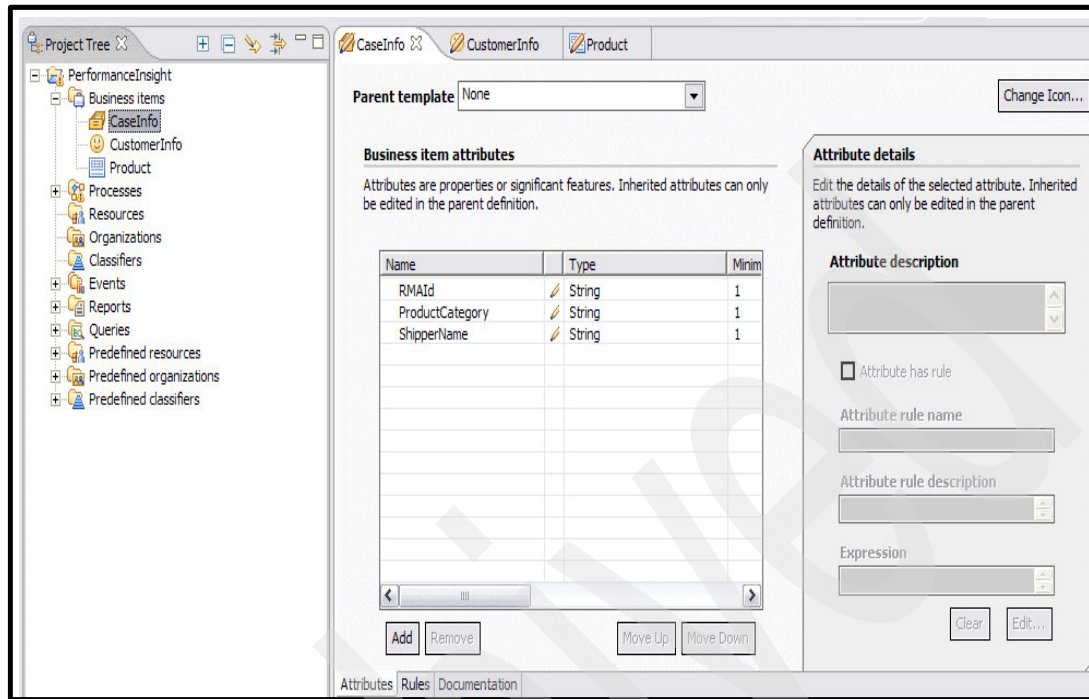 Project Tree
PerformanceInsight
Business items
CaseInfo
CustomerInfo
Product
Processes
Resources
Organizations
Classifiers
Events
Reports
Queries
Predefined resources
Predefined organizations
Predefined classifiers
CaseInfo CustomerInfo Product
Parent template None Change Icon...
Business item attributes
Attributes are properties or significant features. Inherited attributes can only
be edited in the parent definition.
Name Type Minim
RMAId String 1
ProductCategory String 1
ShipperName String 1
Add Remove Move Up Move Down
Attributes Rules Documentation
Attribute details
Edit the details of the selected attribute. Inherited
attributes can only be edited in the parent
definition.
Attribute description
Attribute has rule
Attribute rule name
Attribute rule description
Expression
Clear Edit...